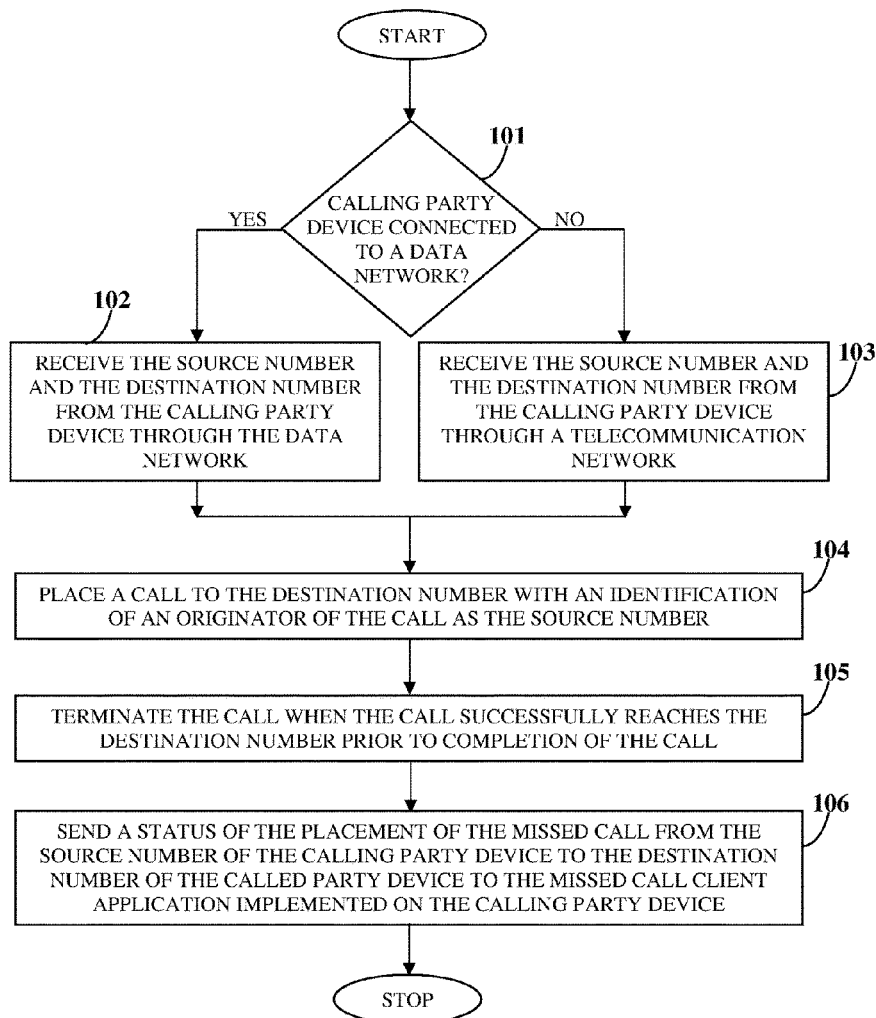 START
101
CALLING PARTY
DEVICE CONNECTED
TO A DATA
NETWORK?
YES
NO
102
RECEIVE THE SOURCE NUMBER
AND THE DESTINATION NUMBER
FROM THE CALLING PARTY
DEVICE THROUGH THE DATA
NETWORK
103
RECEIVE THE SOURCE NUMBER AND
THE DESTINATION NUMBER FROM
THE CALLING PARTY DEVICE
THROUGH A TELECOMMUNICATION
NETWORK
104
PLACE A CALL TO THE DESTINATION NUMBER WITH AN IDENTIFICATION
OF AN ORIGINATOR OF THE CALL AS THE SOURCE NUMBER
105
TERMINATE THE CALL WHEN THE CALL SUCCESSFULLY REACHES THE
DESTINATION NUMBER PRIOR TO COMPLETION OF THE CALL
106
SEND A STATUS OF THE PLACEMENT OF THE MISSED CALL FROM THE
SOURCE NUMBER OF THE CALLING PARTY DEVICE TO THE DESTINATION
NUMBER OF THE CALLED PARTY DEVICE TO THE MISSED CALL CLIENT
APPLICATION IMPLEMENTED ON THE CALLING PARTY DEVICE
STOP